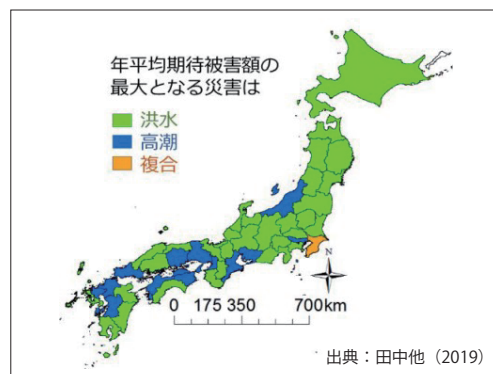 年平均期待被害額の
最大となる災害は
洪水
高潮
複合
N
0 175 350 700km
出典：田中他（2019）